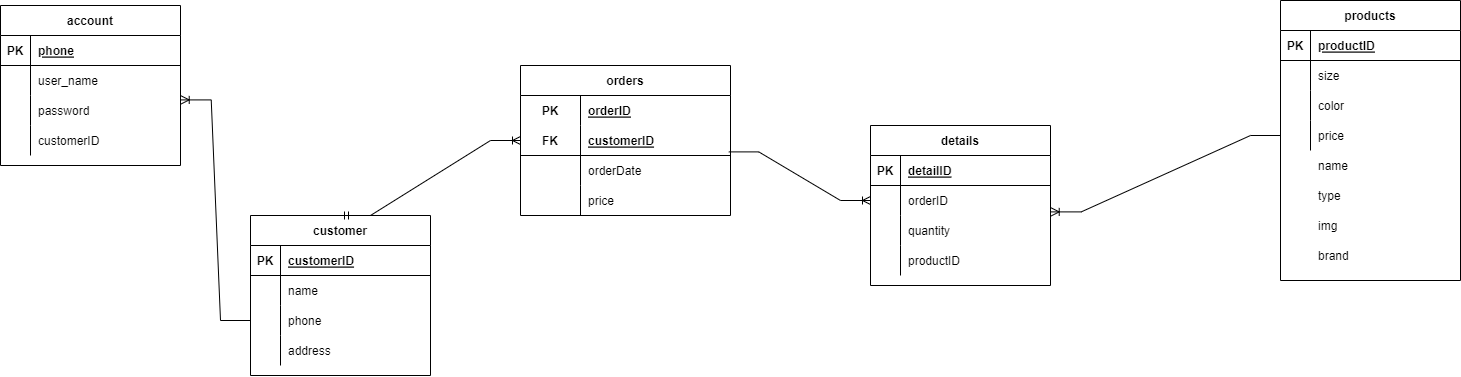 account
PK phone
user_name
password
customerID
customer
PK customerID
name
phone
address
orders
PK orderID
FK customerID
orderDate
price
details
PK detailID
orderID
quantity
productID
products
PK productID
size
color
price
name
type
img
brand